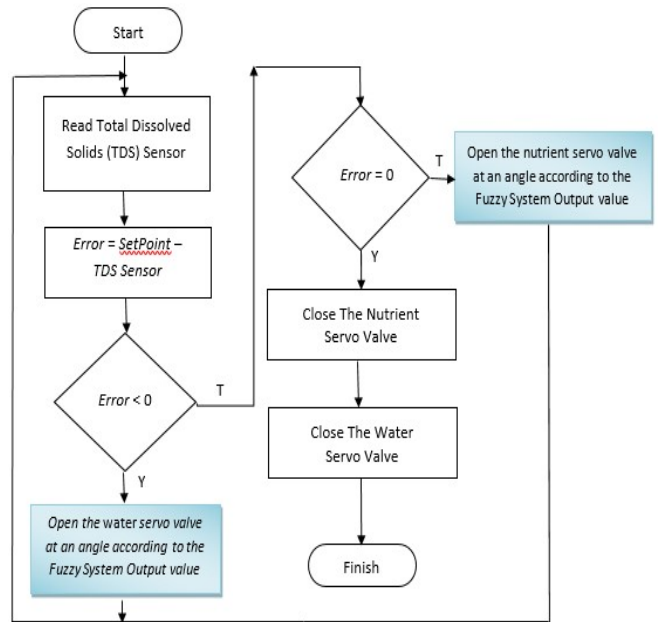 Start
Read Total Dissolved
Solids (TDS) Sensor
Error = SetPoint –
TDS Sensor
Error < 0
T
Y
Open the water servo valve
at an angle according to the
Fuzzy System Output value
Error = 0
T
Y
Open the nutrient servo valve
at an angle according to the
Fuzzy System Output value
Close The Nutrient
Servo Valve
Close The Water
Servo Valve
Finish